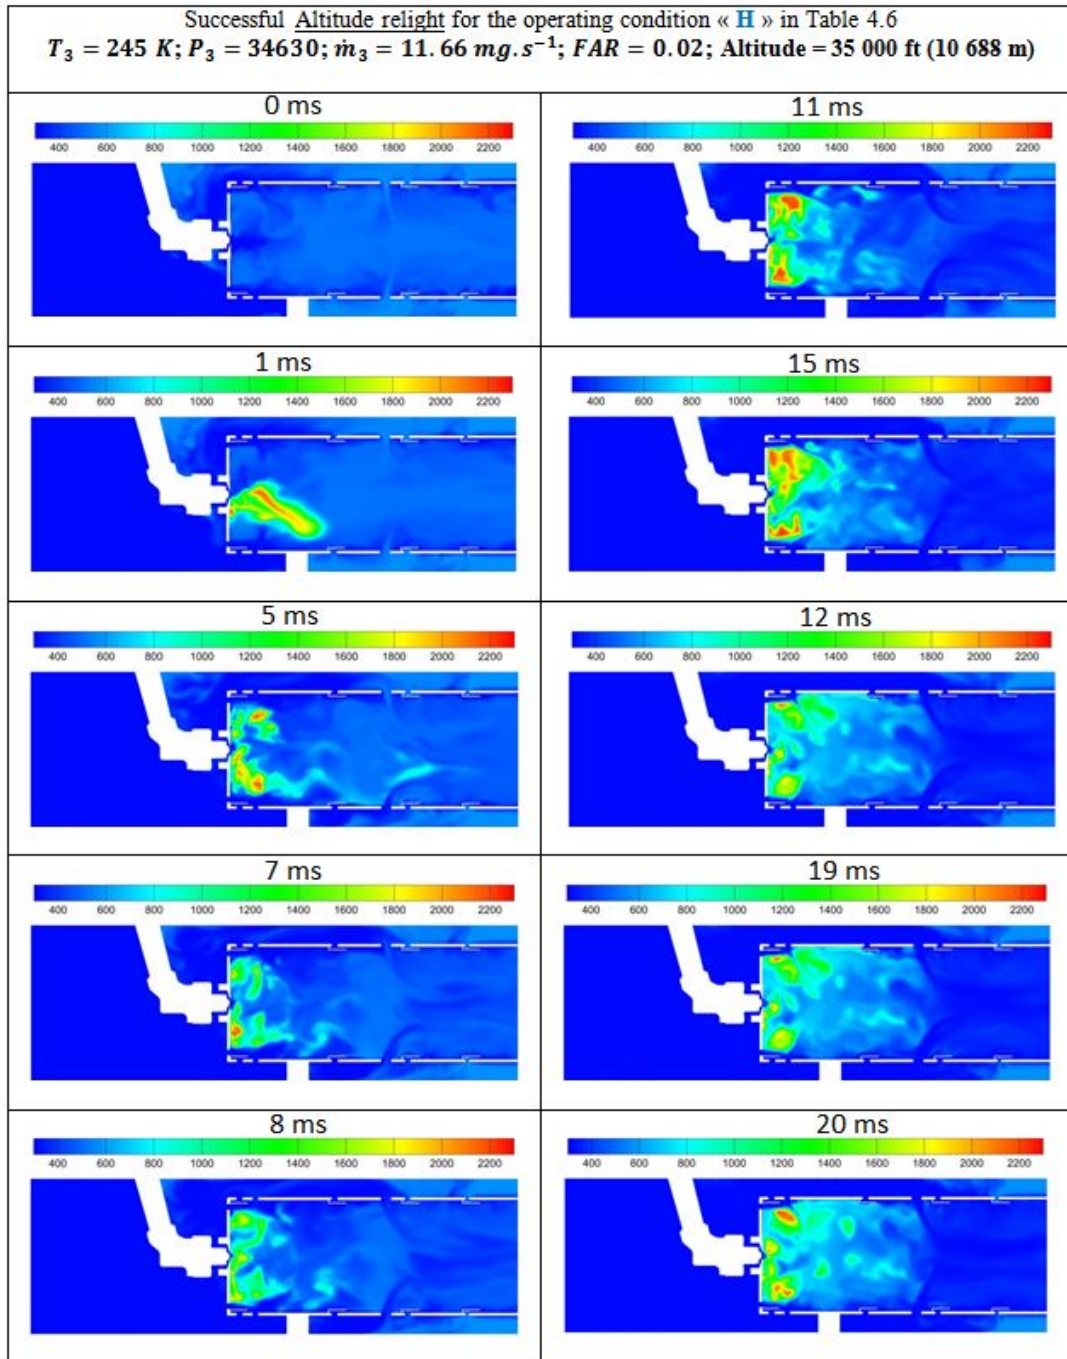 Successful Altitude relight for the operating condition « H » in Table 4.6
T₃ = 245 K; P₃ = 34630; ṁ₃ = 11.66 mg.s⁻¹; FAR = 0.02; Altitude = 35 000 ft (10 688 m)
0 ms
400 600 800 1000 1200 1400 1600 1800 2000 2200
11 ms
400 600 800 1000 1200 1400 1600 1800 2000 2200
1 ms
400 600 800 1000 1200 1400 1600 1800 2000 2200
15 ms
400 600 800 1000 1200 1400 1600 1800 2000 2200
5 ms
400 600 800 1000 1200 1400 1600 1800 2000 2200
12 ms
400 600 800 1000 1200 1400 1600 1800 2000 2200
7 ms
400 600 800 1000 1200 1400 1600 1800 2000 2200
19 ms
400 600 800 1000 1200 1400 1600 1800 2000 2200
8 ms
400 600 800 1000 1200 1400 1600 1800 2000 2200
20 ms
400 600 800 1000 1200 1400 1600 1800 2000 2200